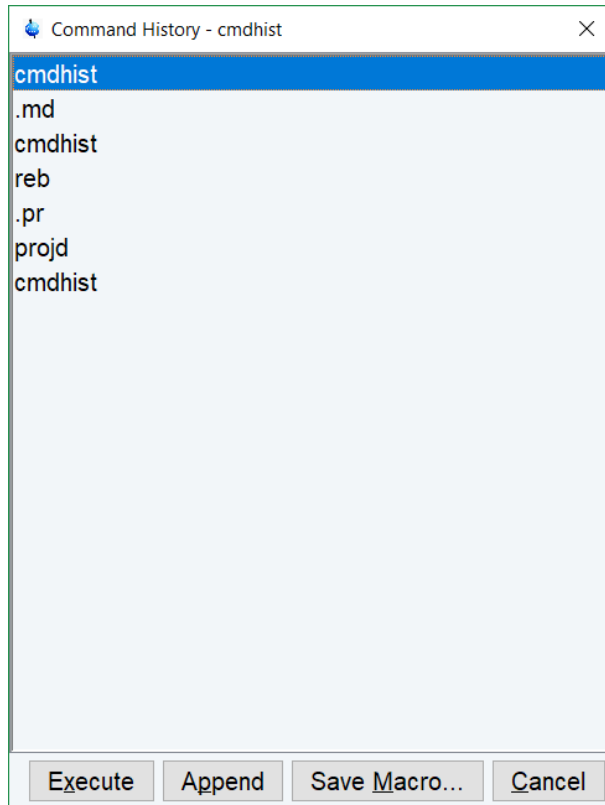 Command History - cmdhist
cmdhist
.md
cmdhist
reb
.pr
projd
cmdhist
Execute Append Save Macro... Cancel